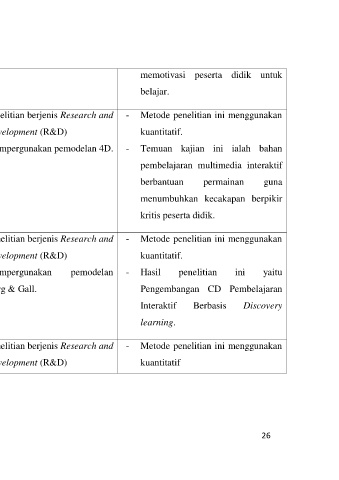 memotivasi peserta didik untuk
belajar.
elitian berjenis Research and
velopment (R&D)
mpergunakan pemodelan 4D.
- Metode penelitian ini menggunakan
kuantitatif.
- Temuan kajian ini ialah bahan
pembelajaran multimedia interaktif
berbantuan permainan guna
menumbuhkan kecakapan berpikir
kritis peserta didik.
elitian berjenis Research and
velopment (R&D)
mpergunakan pemodelan
g & Gall.
- Metode penelitian ini menggunakan
kuantitatif.
- Hasil penelitian ini yaitu
Pengembangan CD Pembelajaran
Interaktif Berbasis Discovery
learning.
elitian berjenis Research and
velopment (R&D)
- Metode penelitian ini menggunakan
kuantitatif
26